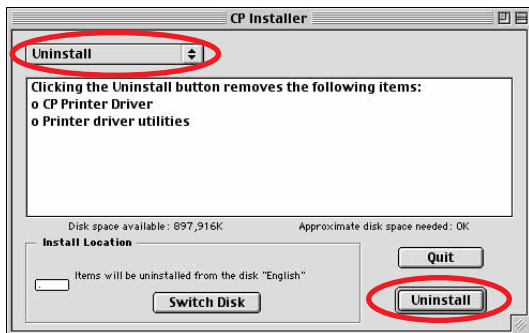 CP Installer
Uninstall
Clicking the Uninstall button removes the following items:
o CP Printer Driver
o Printer driver utilities
Disk space available: 897,916K Approximate disk space needed: 0K
Install Location
Items will be uninstalled from the disk "English"
Switch Disk
Quit
Uninstall